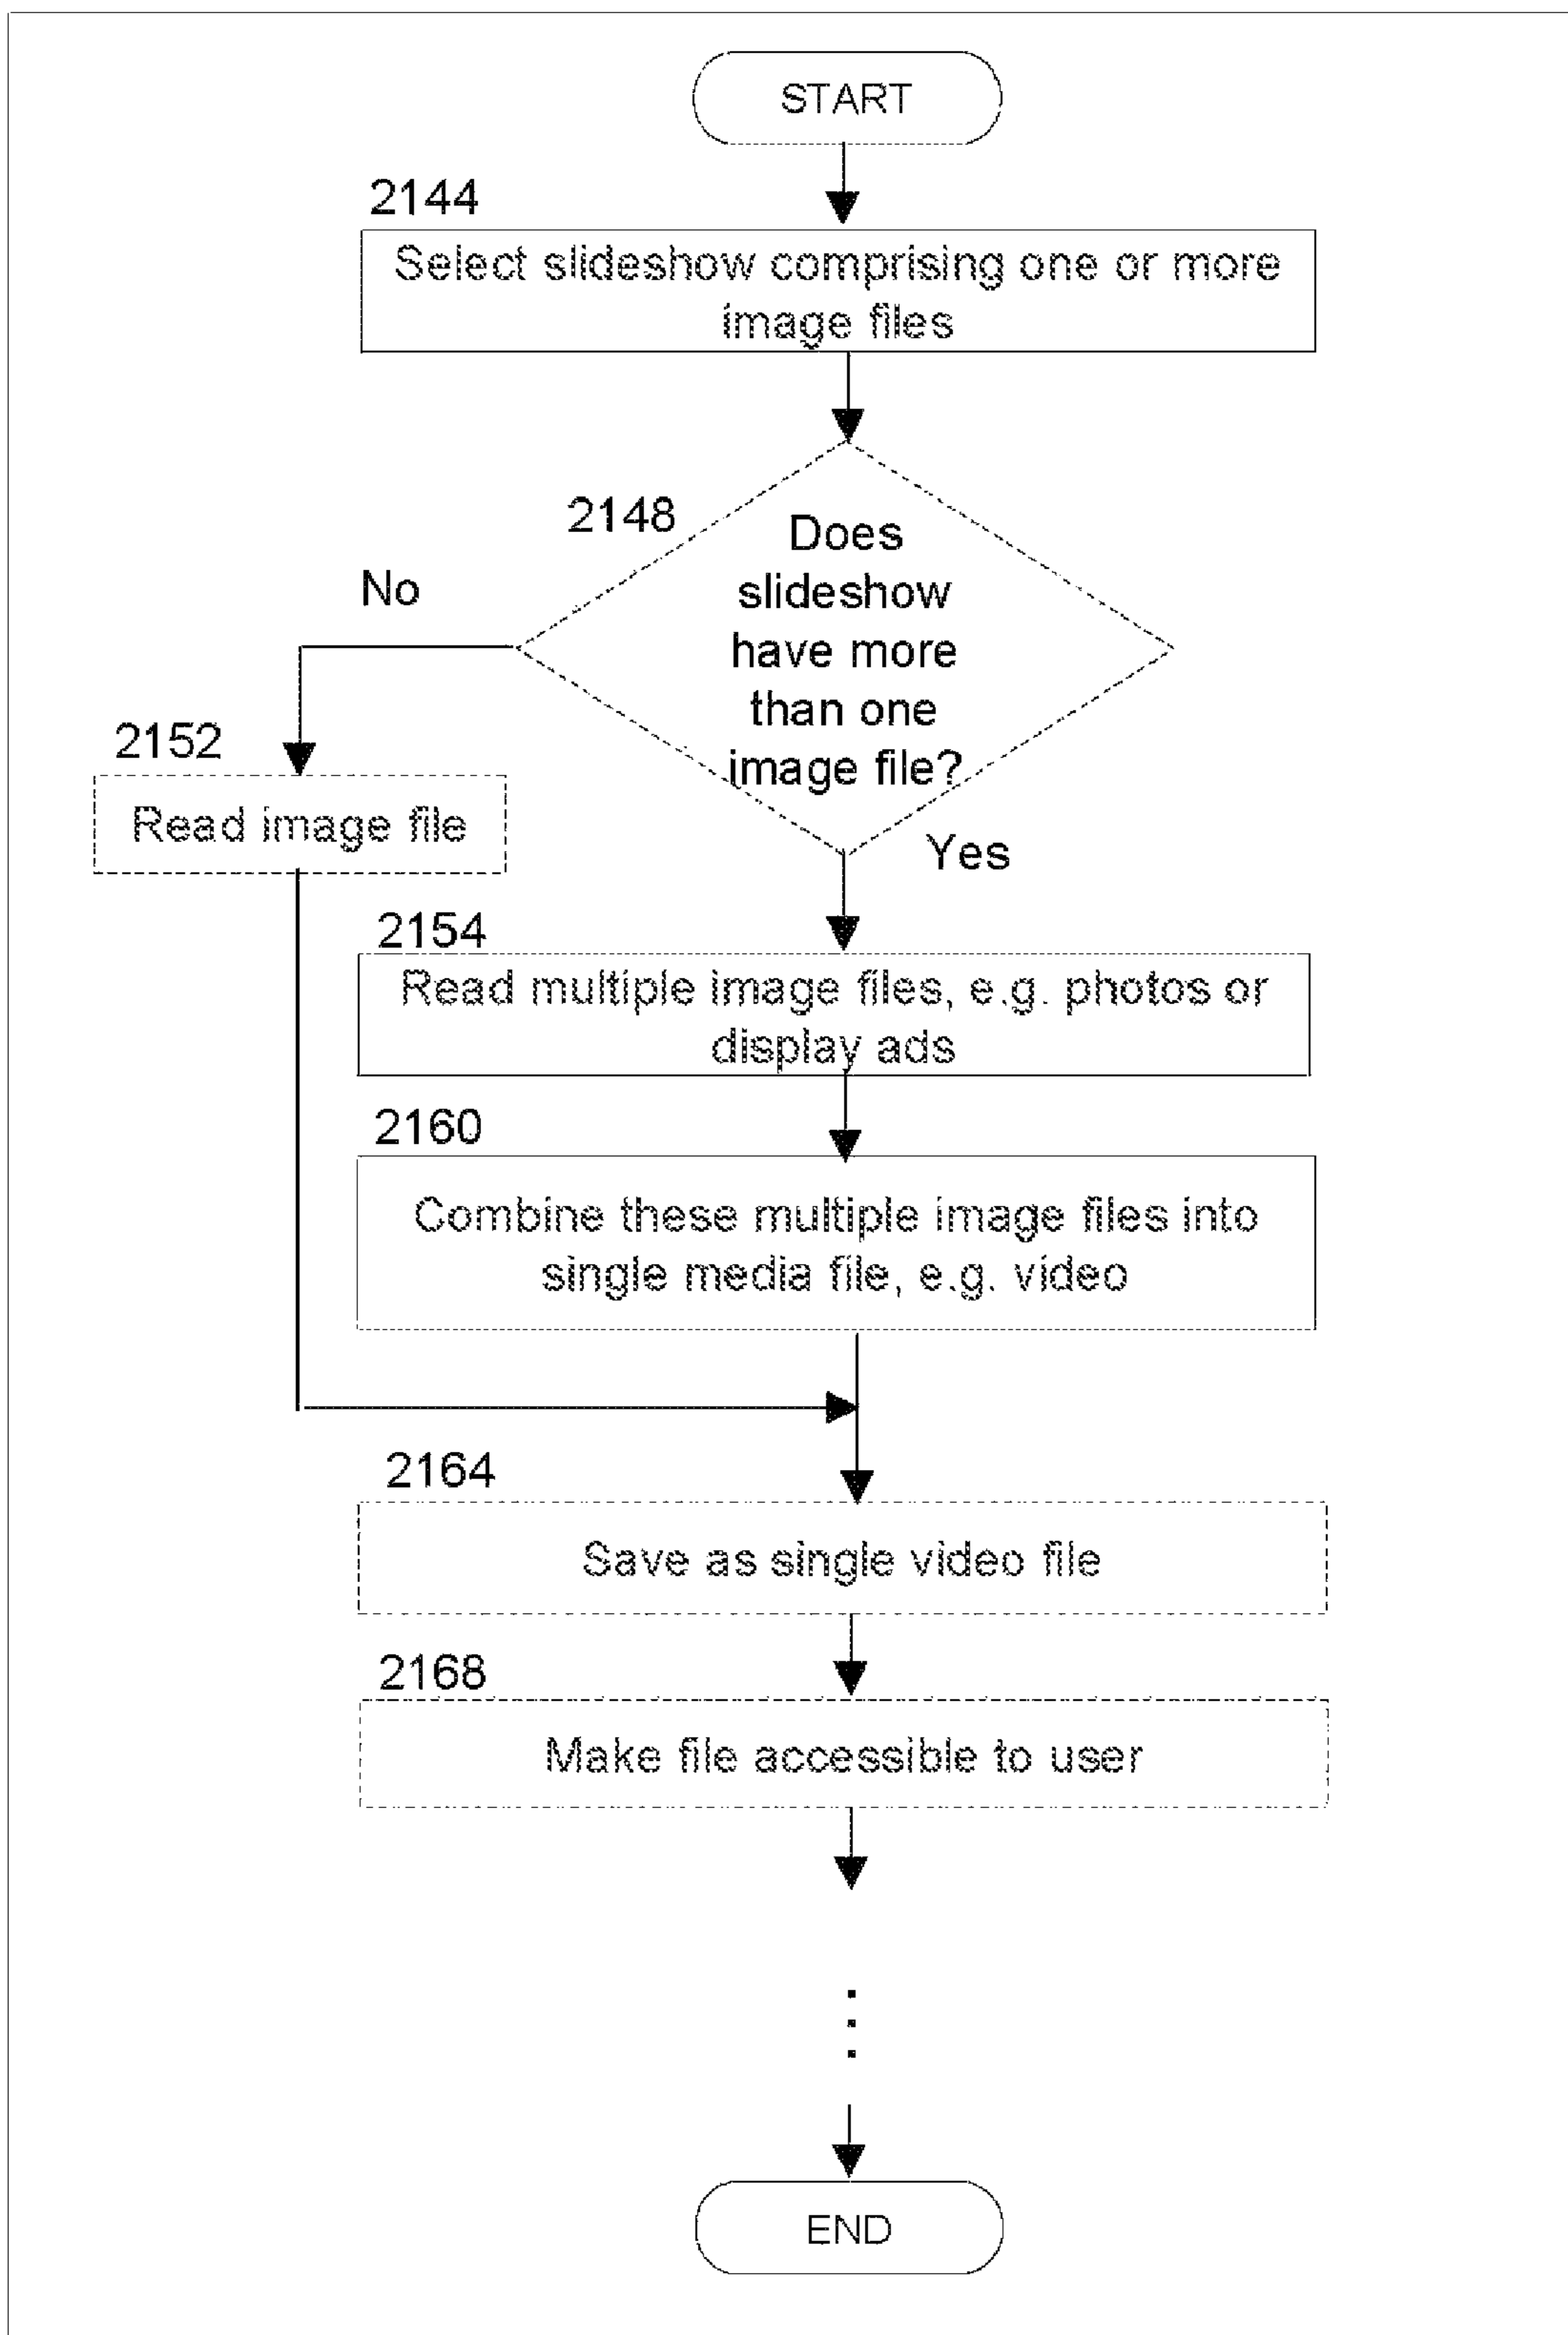 START
2144
Select slideshow comprising one or more
image files
2148
Does
slideshow
have more
than one
image file?
No
Yes
2152
Read image file
2154
Read multiple image files, e.g. photos or
display ads
2160
Combine these multiple image files into
single media file, e.g. video
2164
Save as single video file
2168
Make file accessible to user
END